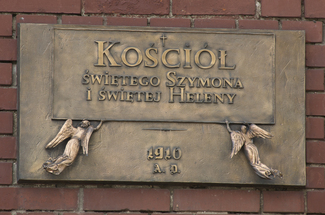 KOŚCIÓŁ
ŚWIĘTEGO SZYMONA
I ŚWIĘTEJ HELENY
1910
A.D.